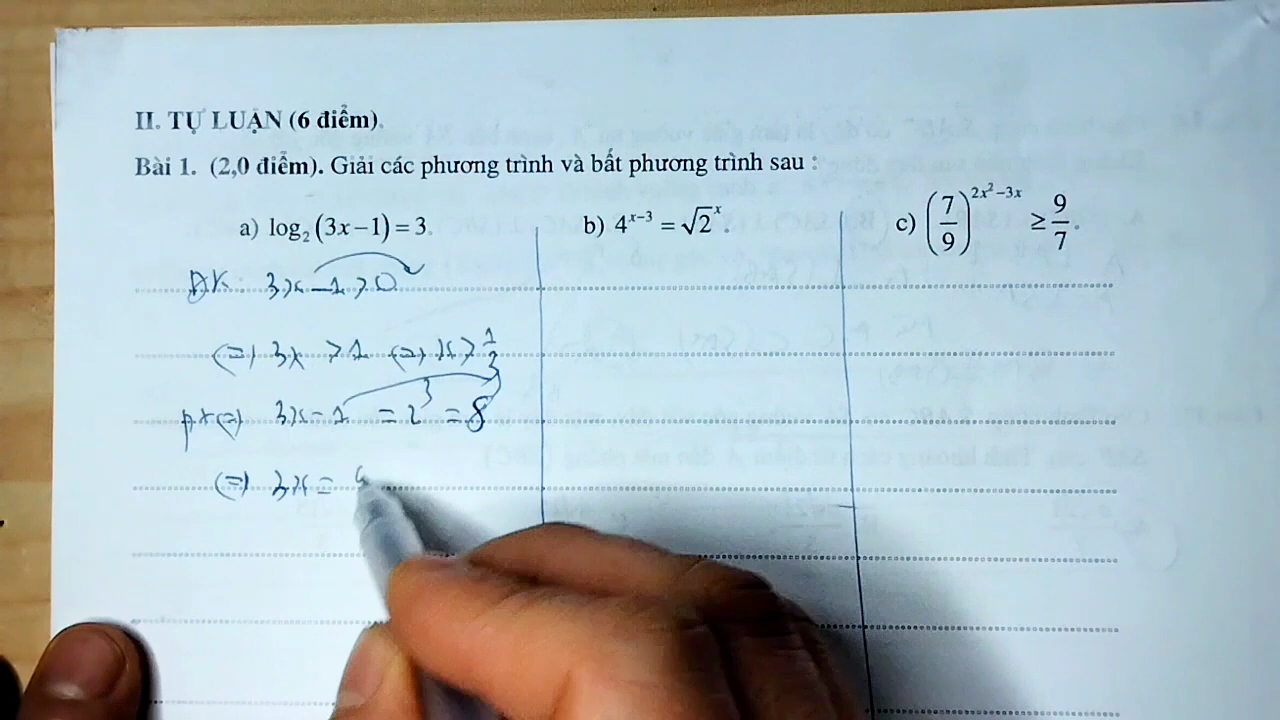 II. TỰ LUẬN (6 điểm).
Bài 1. (2,0 điểm). Giải các phương trình và bất phương trình sau :
a) log₂(3x−1) = 3. b) 4^{x−3} = √2^x. c) (7/9)^{2x²−3x} ≥ 9/7.
ĐK: 3x − 1 > 0
(=) 3x > 1 (=) x > 1/3
pt (=) 3x − 1 = 2³ = 8
(=) 3x =